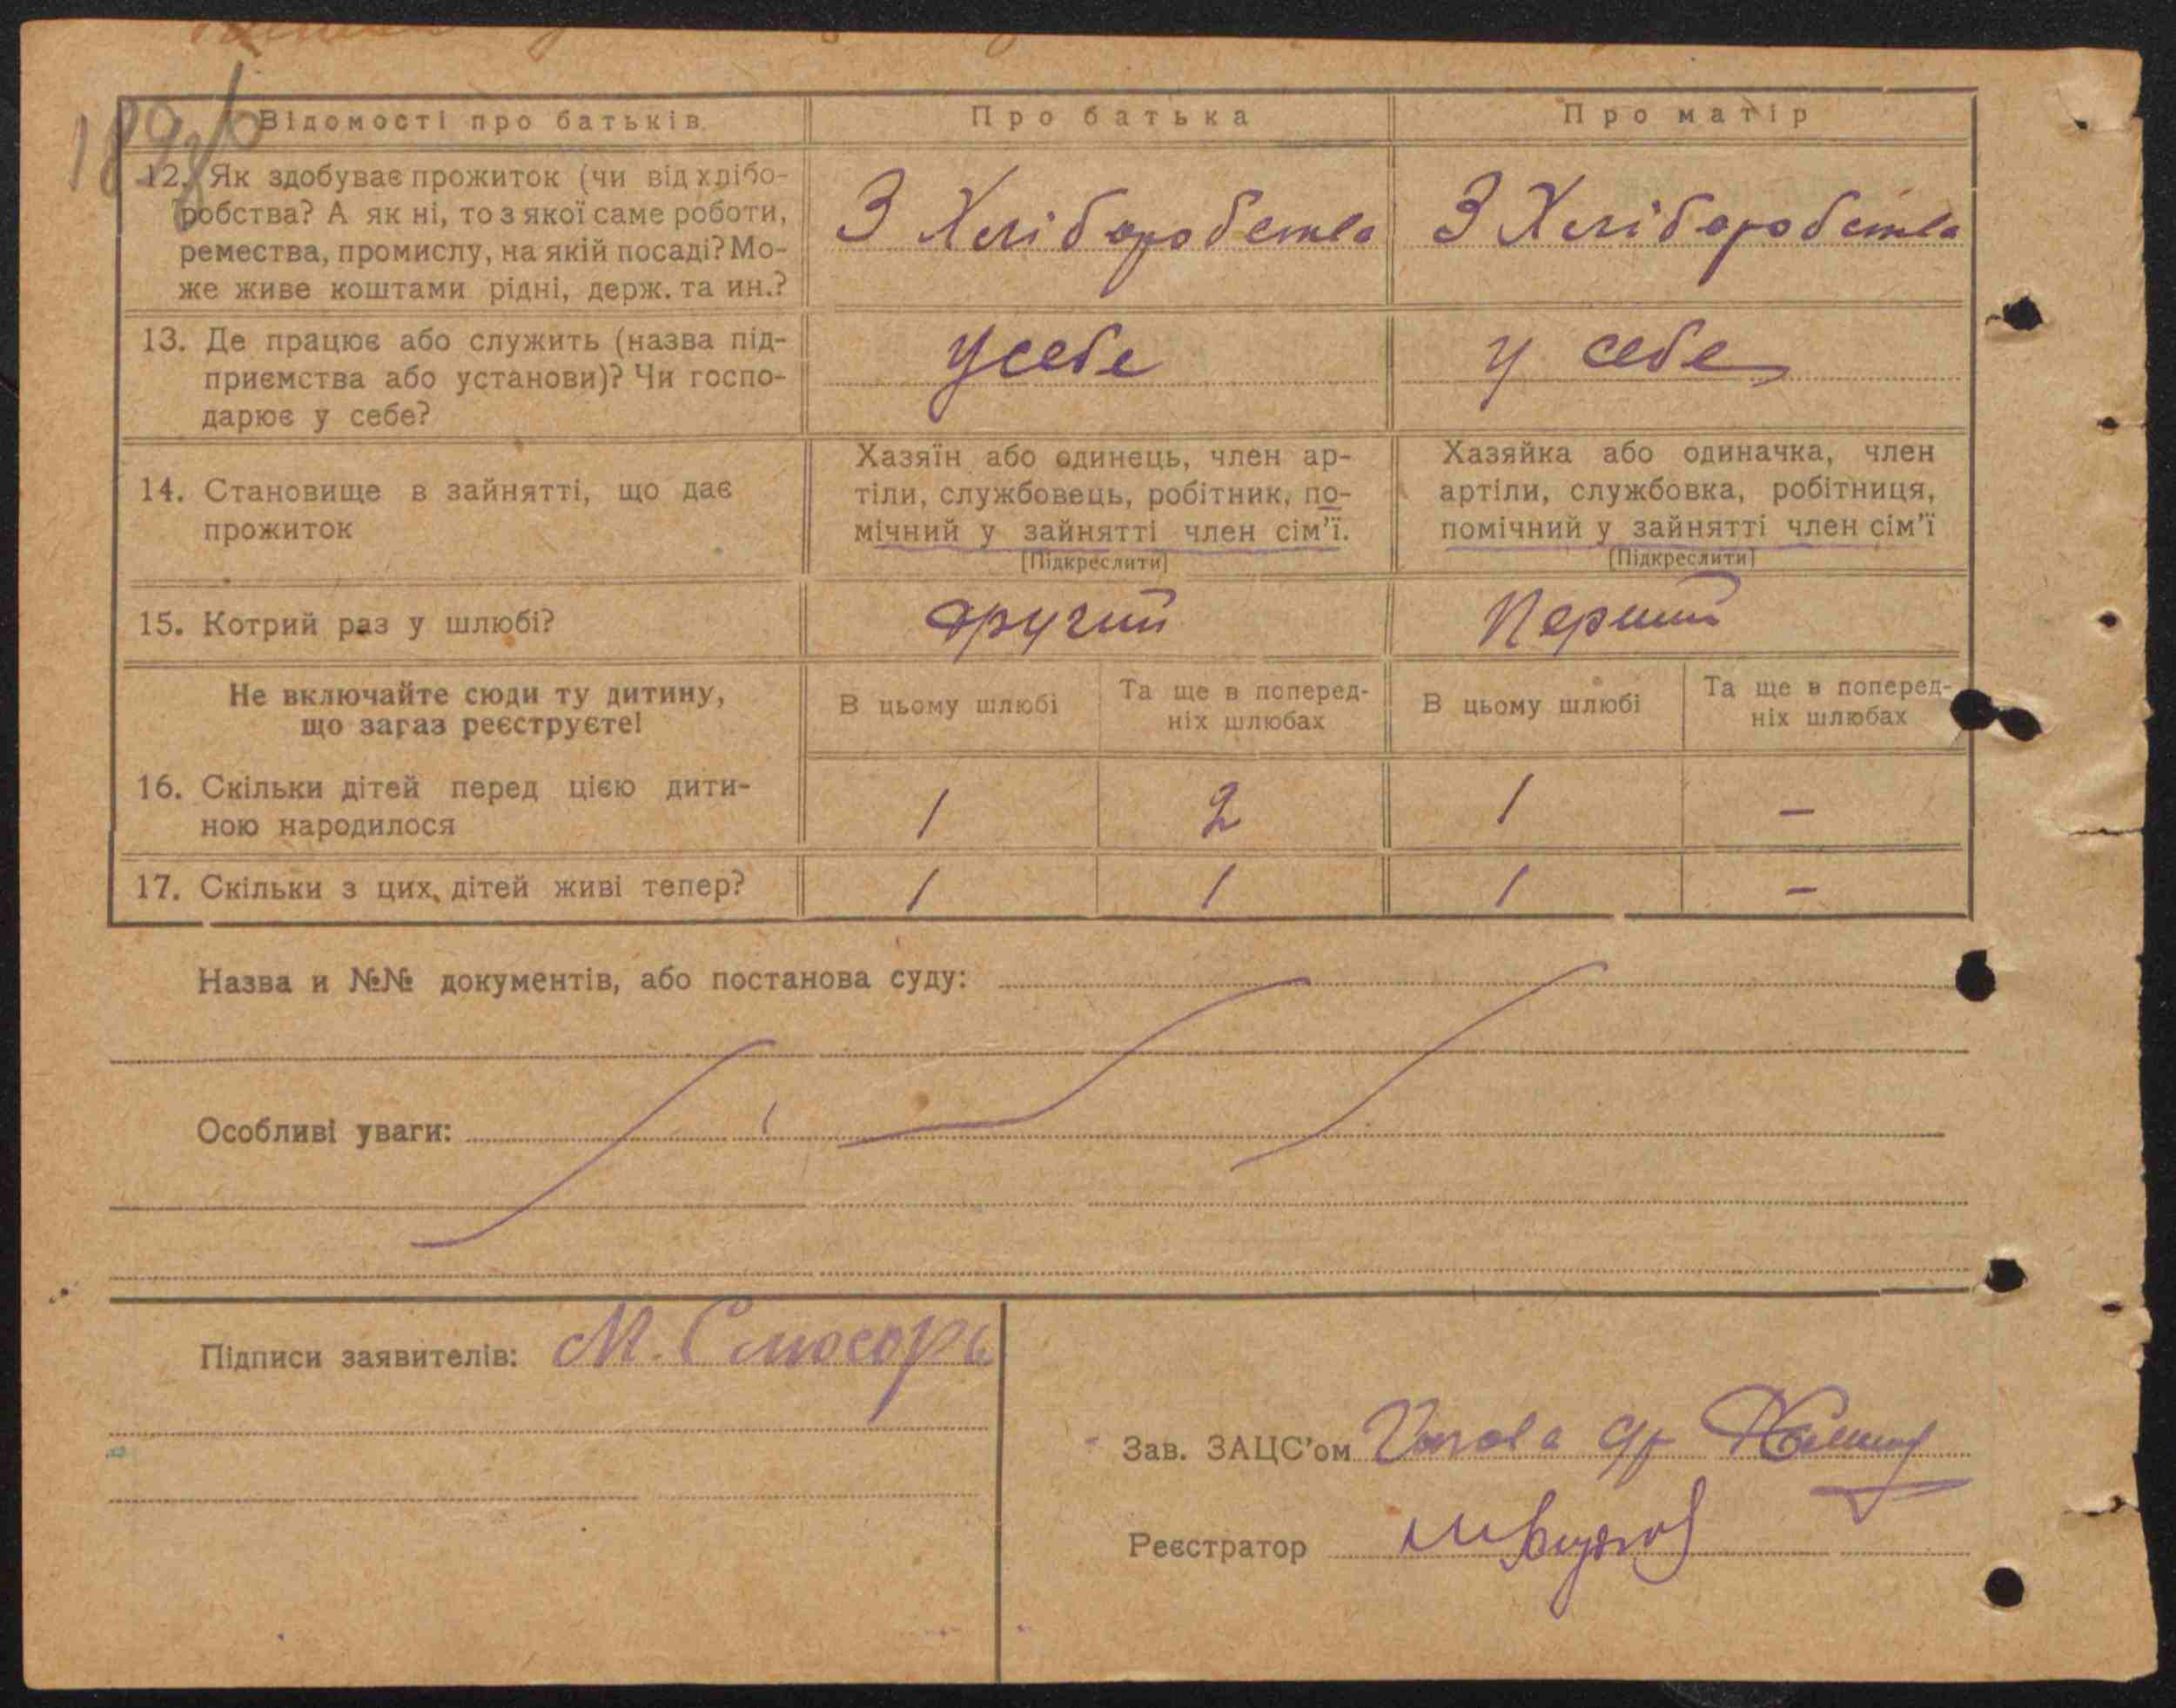 189
Відомості про батьків
Про батька
Про матір
12. Як здобуває прожиток (чи від хлібо-
робства? А як ні, то з якої саме роботи,
ремества, промислу, на якій посаді? Мо-
же живе коштами рідні, держ. та ин.?
З Хліборобства
З Хліборобства
13. Де працює або служить (назва під-
приємства або установи)? Чи госпо-
дарює у себе?
у себе
у себе
14. Становище в зайнятті, що дає
прожиток
Хазяїн або одинець, член ар-
тіли, службовець, робітник, по-
мічний у зайнятті член сім'ї.
[Підкреслити]
Хазяйка або одиначка, член
артіли, службовка, робітниця,
помічний у зайнятті член сім'ї
[Підкреслити]
15. Котрий раз у шлюбі?
другий
Перший
Не включайте сюди ту дитину,
що зараз реєструєте!
В цьому шлюбі
Та ще в поперед-
ніх шлюбах
В цьому шлюбі
Та ще в поперед-
ніх шлюбах
16. Скільки дітей перед цією дити-
ною народилося
1
2
1
–
17. Скільки з цих дітей живі тепер?
1
1
1
–
Назва и №№ документів, або постанова суду:
Особливі уваги:
Підписи заявителів: М. Слюсарь
Зав. ЗАЦС'ом
Реєстратор